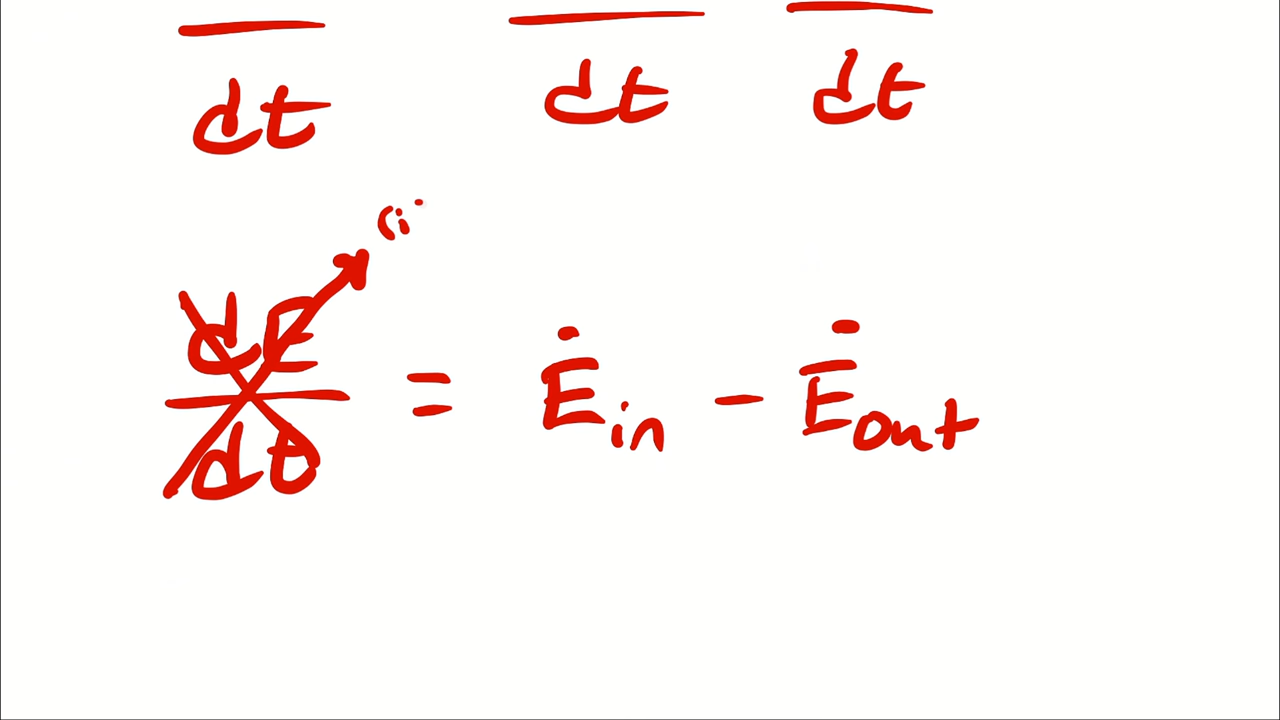 dt dt dt
dE/dt = Ėin − Ėout